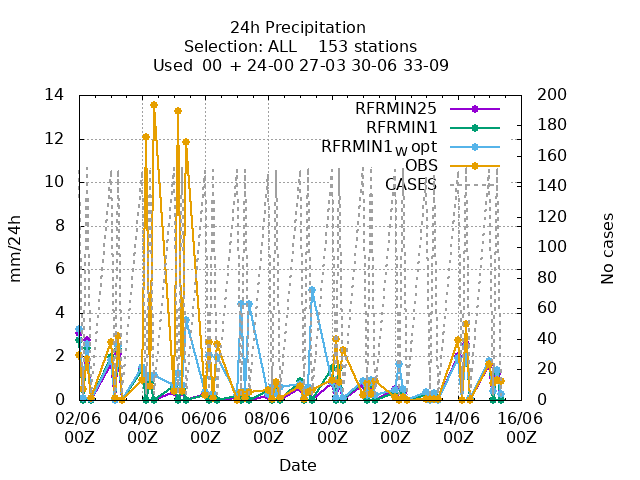 24h Precipitation
Selection: ALL    153 stations
Used  00 + 24-00 27-03 30-06 33-09
14
12
10
8
6
4
2
0
mm/24h
200
180
160
140
120
100
80
60
40
20
0
No cases
RFRMIN25
RFRMIN1
RFRMIN1w opt
OBS
CASES
02/06 04/06 06/06 08/06 10/06 12/06 14/06 16/06
00Z 00Z 00Z 00Z 00Z 00Z 00Z 00Z
Date